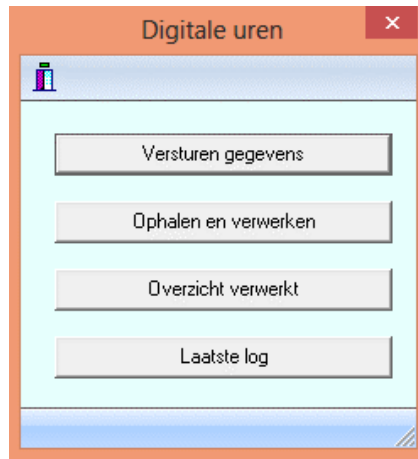 Digitale uren
Versturen gegevens
Ophalen en verwerken
Overzicht verwerkt
Laatste log